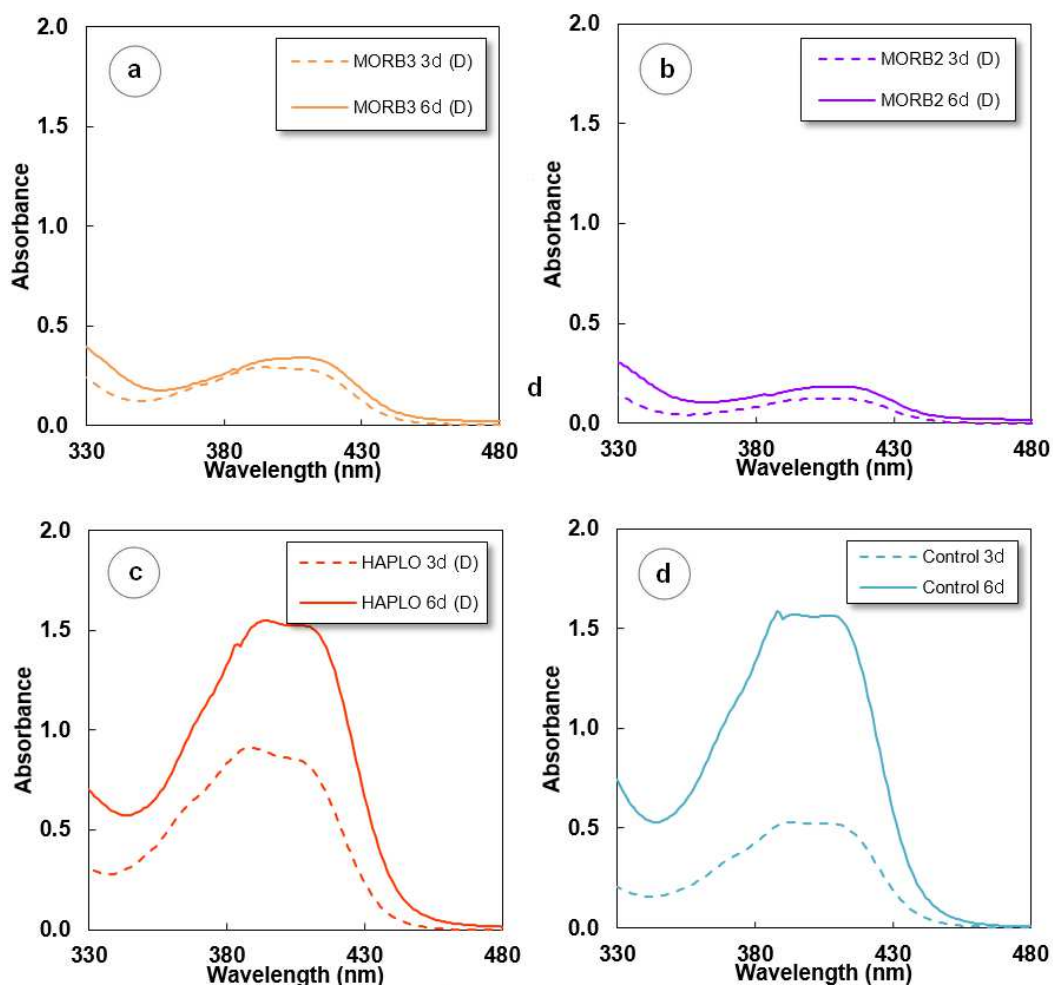 a
MORB3 3d (D)
MORB3 6d (D)
2.0
1.5
1.0
0.5
0.0
Absorbance
330 380 430 480
Wavelength (nm)
b
MORB2 3d (D)
MORB2 6d (D)
2.0
1.5
1.0
0.5
0.0
Absorbance
d
330 380 430 480
Wavelength (nm)
c
HAPLO 3d (D)
HAPLO 6d (D)
2.0
1.5
1.0
0.5
0.0
Absorbance
330 380 430 480
Wavelength (nm)
d
Control 3d
Control 6d
2.0
1.5
1.0
0.5
0.0
Absorbance
330 380 430 480
Wavelength (nm)